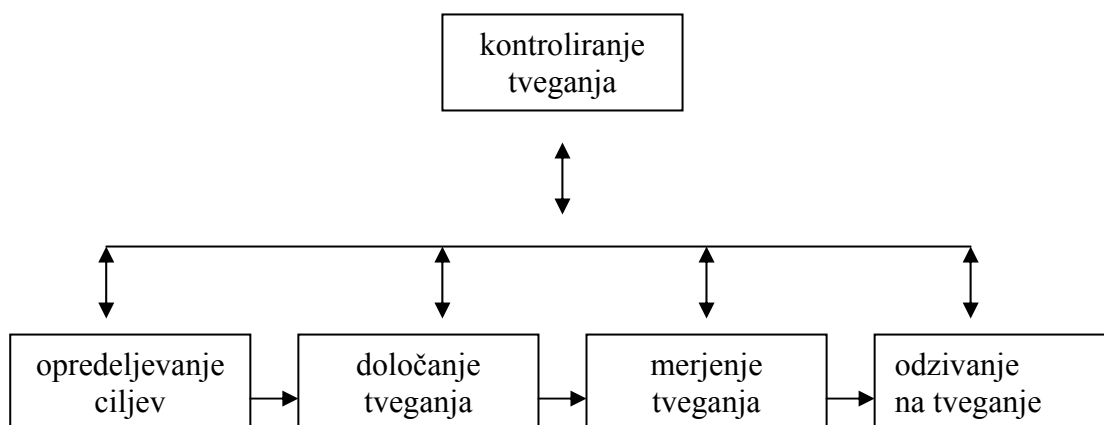 kontroliranje
tveganja
opredeljevanje
ciljev
določanje
tveganja
merjenje
tveganja
odzivanje
na tveganje